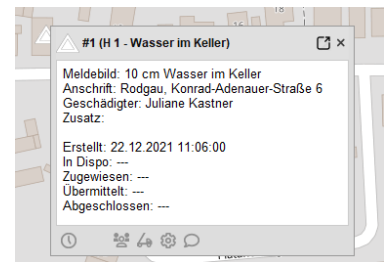 18
#1 (H 1 - Wasser im Keller)
Meldebild: 10 cm Wasser im Keller
Anschrift: Rodgau, Konrad-Adenauer-Straße 6
Geschädigter: Juliane Kastner
Zusatz:
Erstellt: 22.12.2021 11:06:00
In Dispo: ---
Zugewiesen: ---
Übermittelt: ---
Abgeschlossen: ---